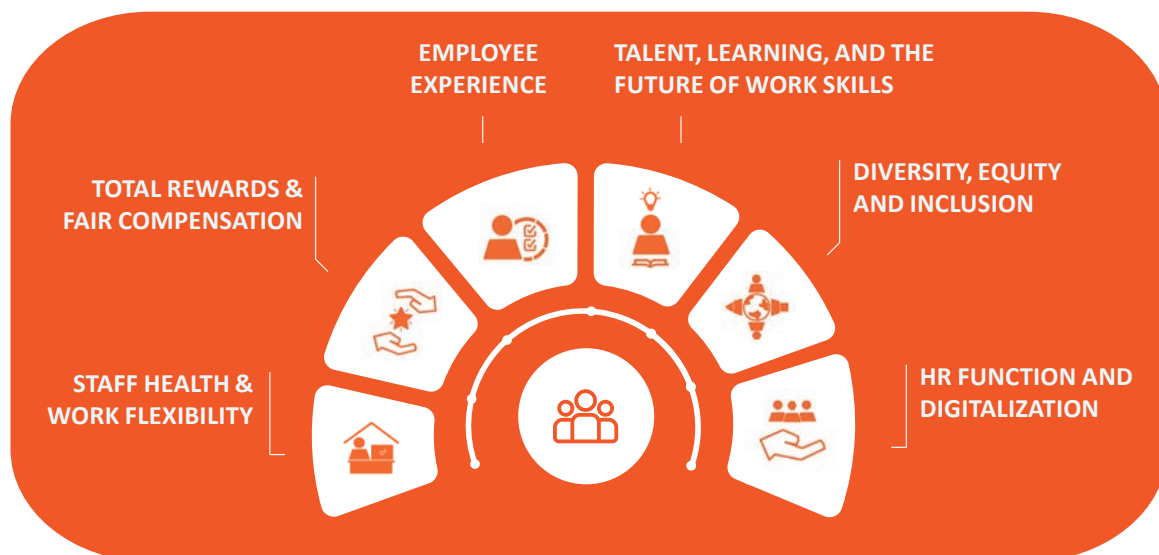 EMPLOYEE
EXPERIENCE
TALENT, LEARNING, AND THE
FUTURE OF WORK SKILLS
TOTAL REWARDS &
FAIR COMPENSATION
DIVERSITY, EQUITY
AND INCLUSION
STAFF HEALTH &
WORK FLEXIBILITY
HR FUNCTION AND
DIGITALIZATION